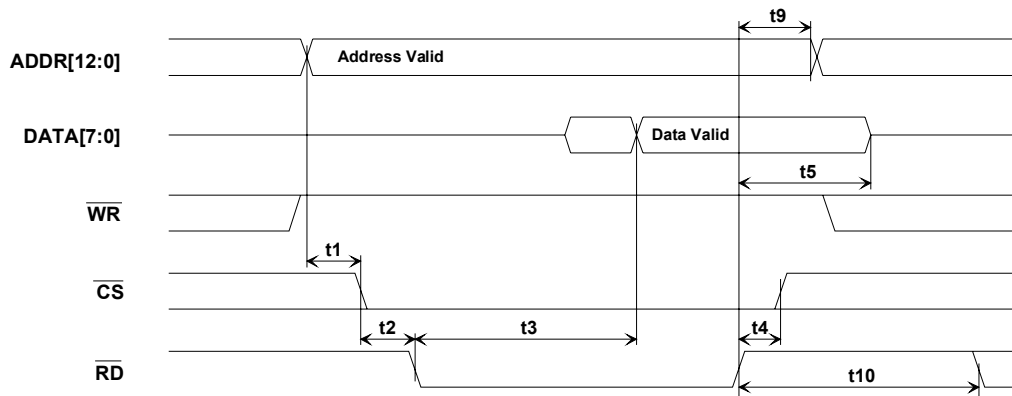 t9
ADDR[12:0] Address Valid
DATA[7:0] Data Valid
t5
WR
t1
CS
t2 t3 t4
RD
t10